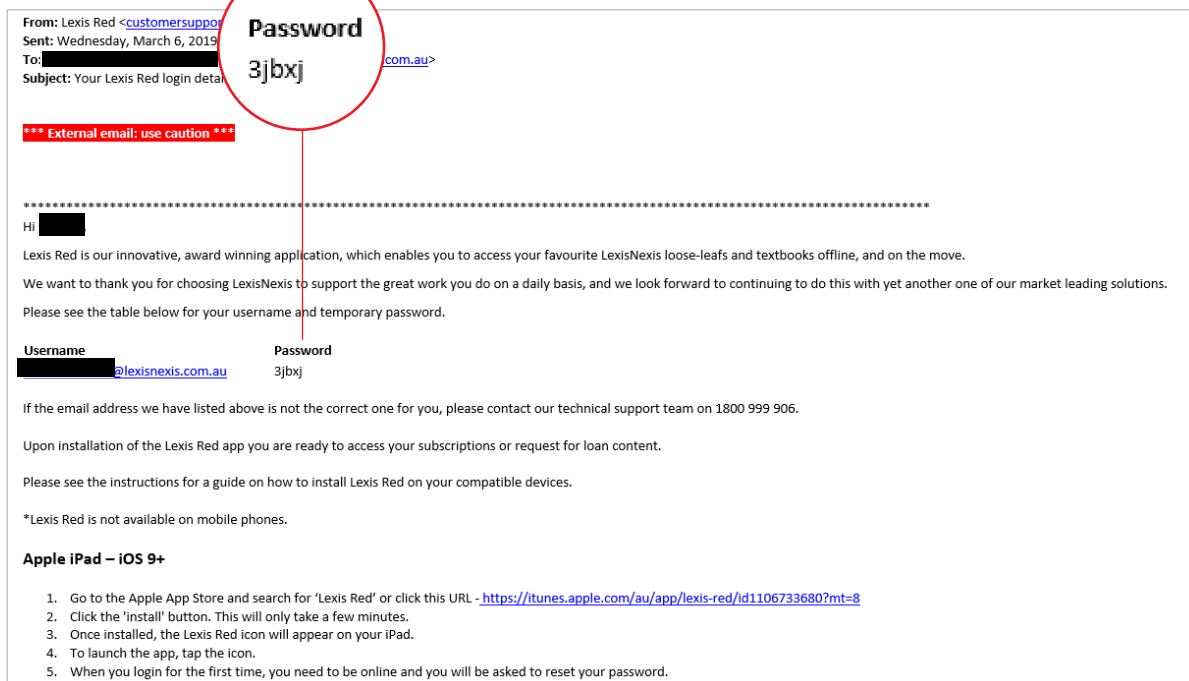 From: Lexis Red <customersuppor
Sent: Wednesday, March 6, 2019
To: com.au>
Subject: Your Lexis Red login detai
Password
3jbxj
*** External email: use caution ***
**********************************************************************************************************************************
Hi
Lexis Red is our innovative, award winning application, which enables you to access your favourite LexisNexis loose-leafs and textbooks offline, and on the move.
We want to thank you for choosing LexisNexis to support the great work you do on a daily basis, and we look forward to continuing to do this with yet another one of our market leading solutions.
Please see the table below for your username and temporary password.
Username Password
@lexisnexis.com.au 3jbxj
If the email address we have listed above is not the correct one for you, please contact our technical support team on 1800 999 906.
Upon installation of the Lexis Red app you are ready to access your subscriptions or request for loan content.
Please see the instructions for a guide on how to install Lexis Red on your compatible devices.
*Lexis Red is not available on mobile phones.
Apple iPad – iOS 9+
1. Go to the Apple App Store and search for ‘Lexis Red’ or click this URL - https://itunes.apple.com/au/app/lexis-red/id1106733680?mt=8
2. Click the 'install' button. This will only take a few minutes.
3. Once installed, the Lexis Red icon will appear on your iPad.
4. To launch the app, tap the icon.
5. When you login for the first time, you need to be online and you will be asked to reset your password.